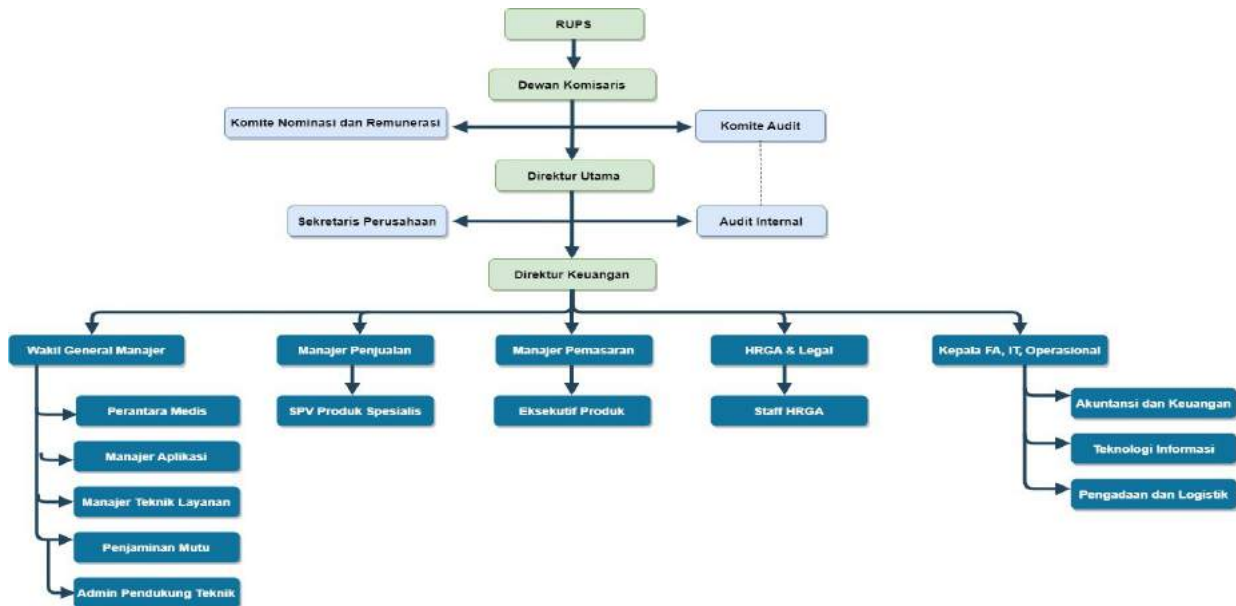 RUPS
Dewan Komisaris
Komite Nominasi dan Remunerasi
Komite Audit
Direktur Utama
Sekretaris Perusahaan
Audit Internal
Direktur Keuangan
Wakil General Manajer
Manajer Penjualan
Manajer Pemasaran
HRGA & Legal
Kepala FA, IT, Operasional
Perantara Medis
SPV Produk Spesialis
Eksekutif Produk
Staff HRGA
Akuntansi dan Keuangan
Manajer Aplikasi
Teknologi Informasi
Manajer Teknik Layanan
Pengadaan dan Logistik
Penjaminan Mutu
Admin Pendukung Teknik